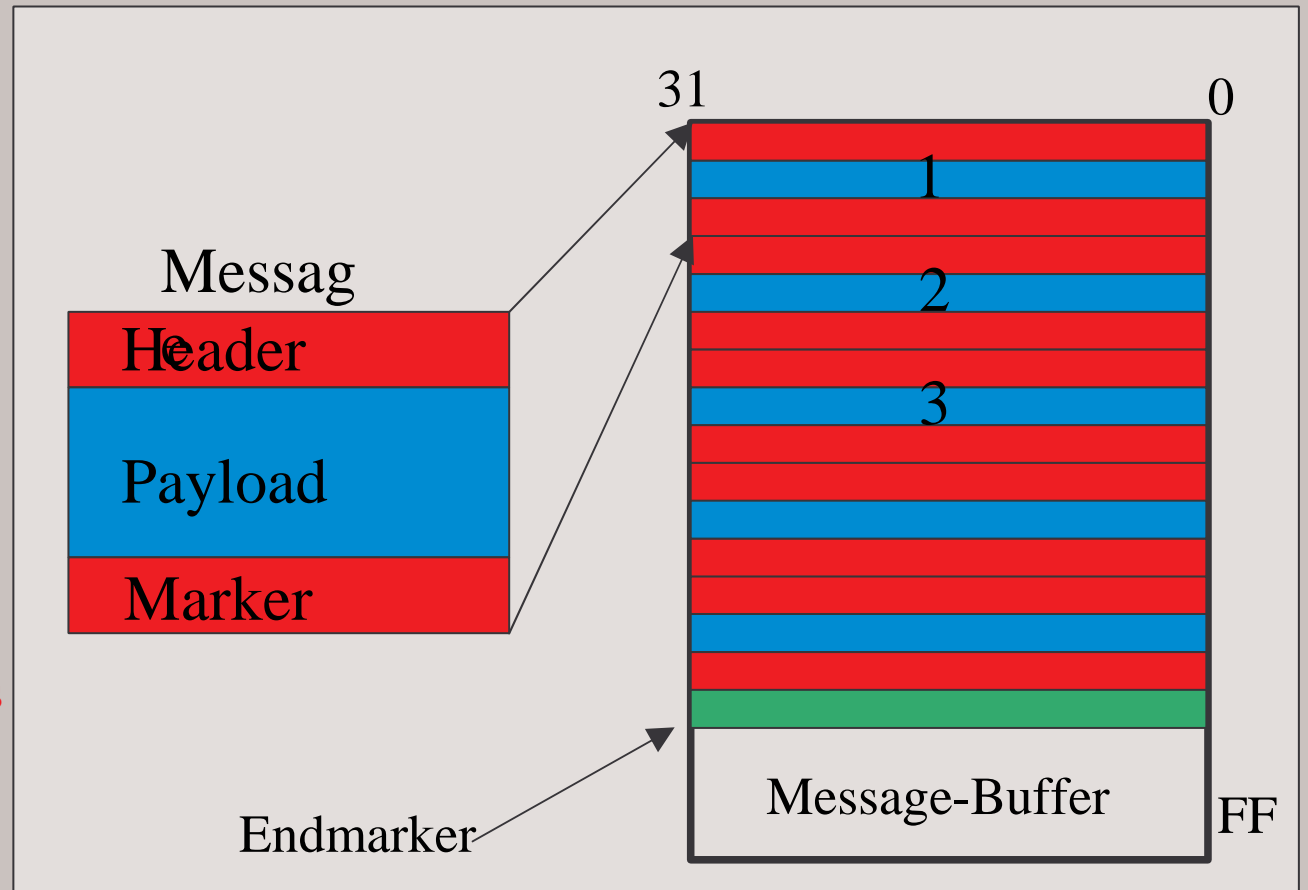 31
0
1
Messag
e
Header
2
3
Payload
Marker
Message-Buffer
FF
Endmarker